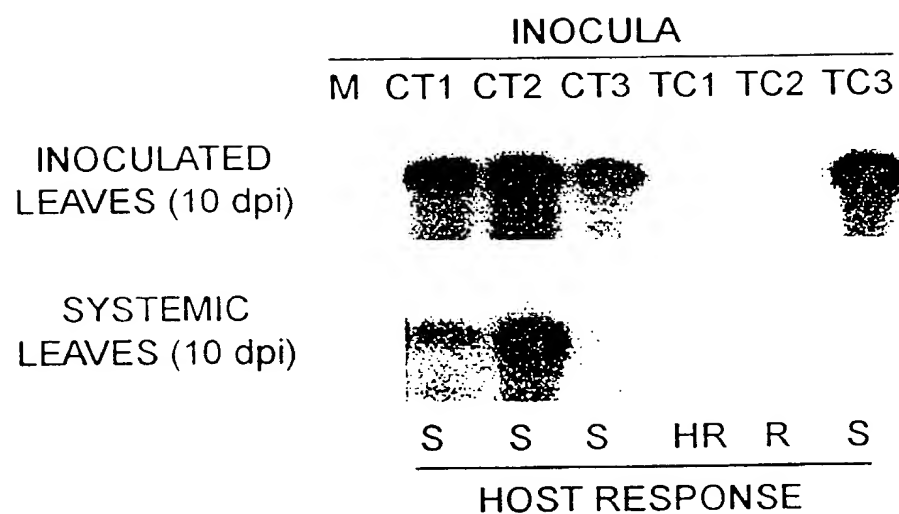 INOCULA
M CT1 CT2 CT3 TC1 TC2 TC3
INOCULATED
LEAVES (10 dpi)
SYSTEMIC
LEAVES (10 dpi)
S S S HR R S
HOST RESPONSE